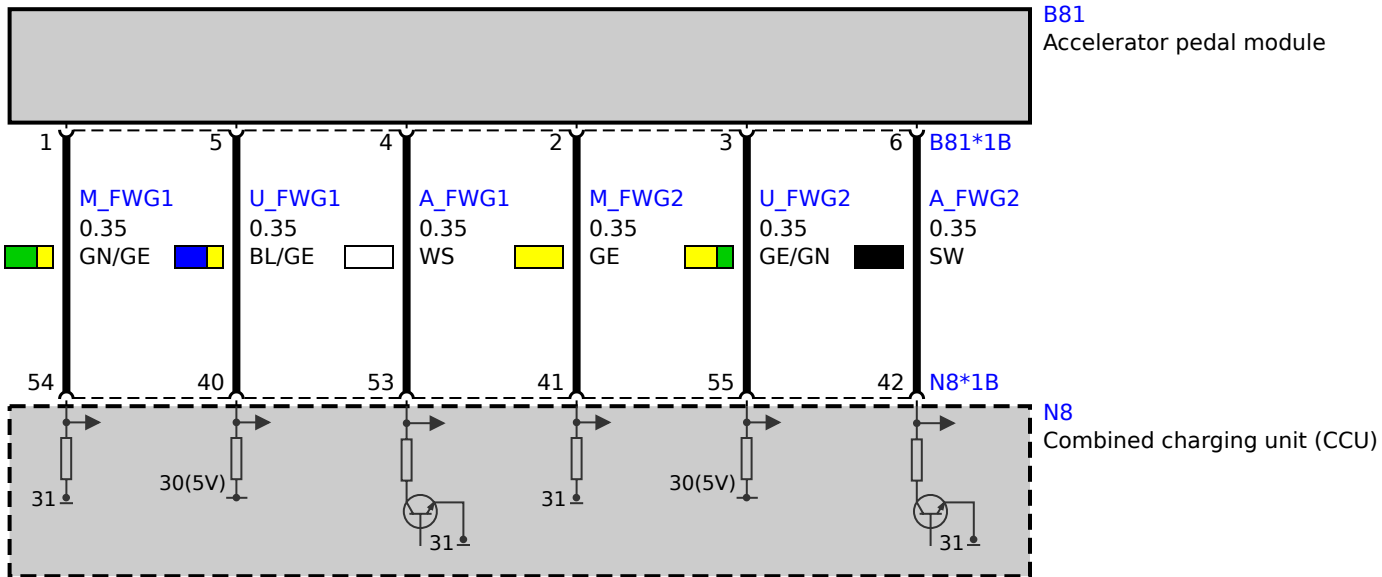 B81
Accelerator pedal module
1 5 4 2 3 6 B81*1B
M_FWG1 U_FWG1 A_FWG1 M_FWG2 U_FWG2 A_FWG2
0.35 0.35 0.35 0.35 0.35 0.35
GN/GE BL/GE WS GE GE/GN SW
54 40 53 41 55 42 N8*1B
N8
Combined charging unit (CCU)
30(5V) 30(5V)
31 31
31 31